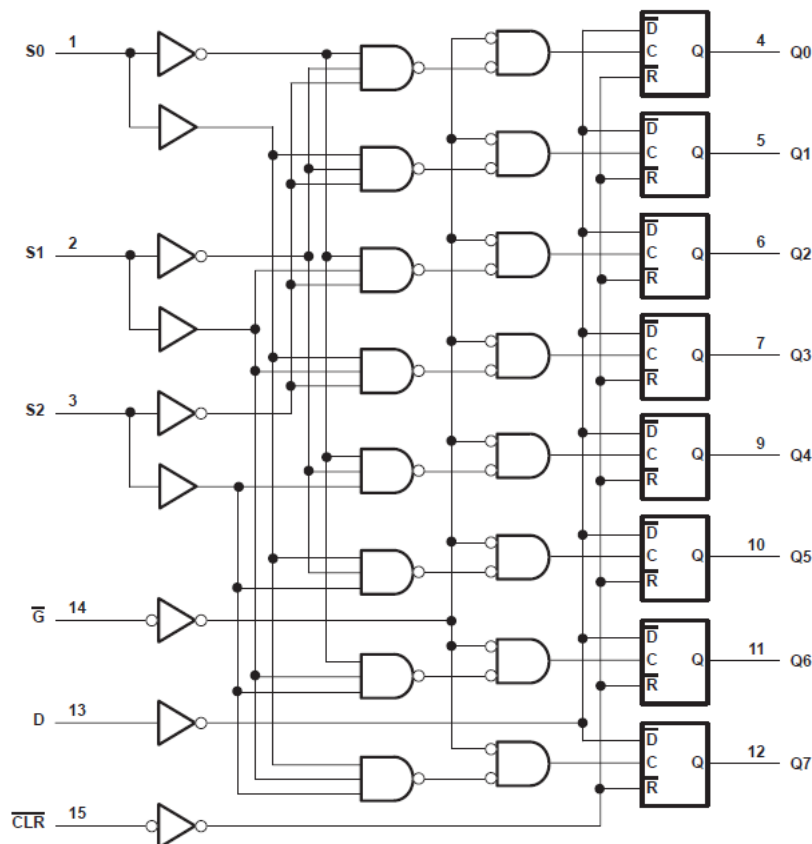 S0 1
D̅
C Q 4 Q0
R̅
D̅
C Q 5 Q1
R̅
S1 2
D̅
C Q 6 Q2
R̅
D̅
C Q 7 Q3
R̅
S2 3
D̅
C Q 9 Q4
R̅
D̅
C Q 10 Q5
R̅
G̅ 14
D̅
C Q 11 Q6
R̅
D 13
D̅
C Q 12 Q7
R̅
C̅L̅R̅ 15